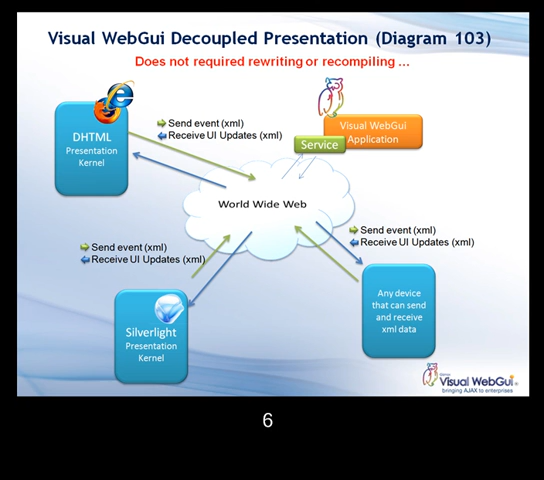 Visual WebGui Decoupled Presentation (Diagram 103)
Does not required rewriting or recompiling ...
DHTML
Presentation
Kernel
Send event (xml)
Receive UI Updates (xml)
Visual WebGui
Application
Service
World Wide Web
Send event (xml)
Receive UI Updates (xml)
Send event (xml)
Receive UI Updates (xml)
Silverlight
Presentation
Kernel
Any device
that can send
and receive
xml data
Visual WebGui
bringing AJAX to enterprises
6